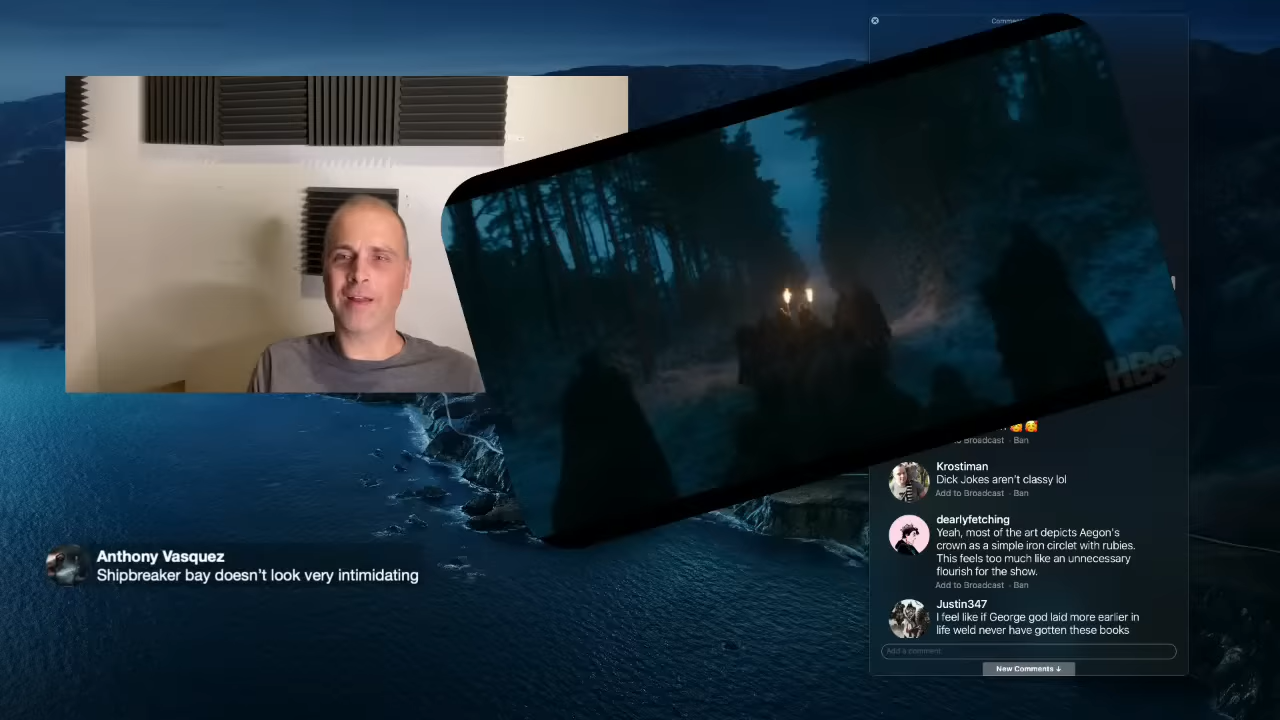 HBO
Add to Broadcast · Ban
Krostiman
Dick Jokes aren't classy lol
Add to Broadcast · Ban
dearlyfetching
Yeah, most of the art depicts Aegon's
crown as a simple iron circlet with rubies.
This feels too much like an unnecessary
flourish for the show.
Add to Broadcast · Ban
Justin347
I feel like if George god laid more earlier in
life weld never have gotten these books
Add a comment
New Comments ↓
Anthony Vasquez
Shipbreaker bay doesn't look very intimidating